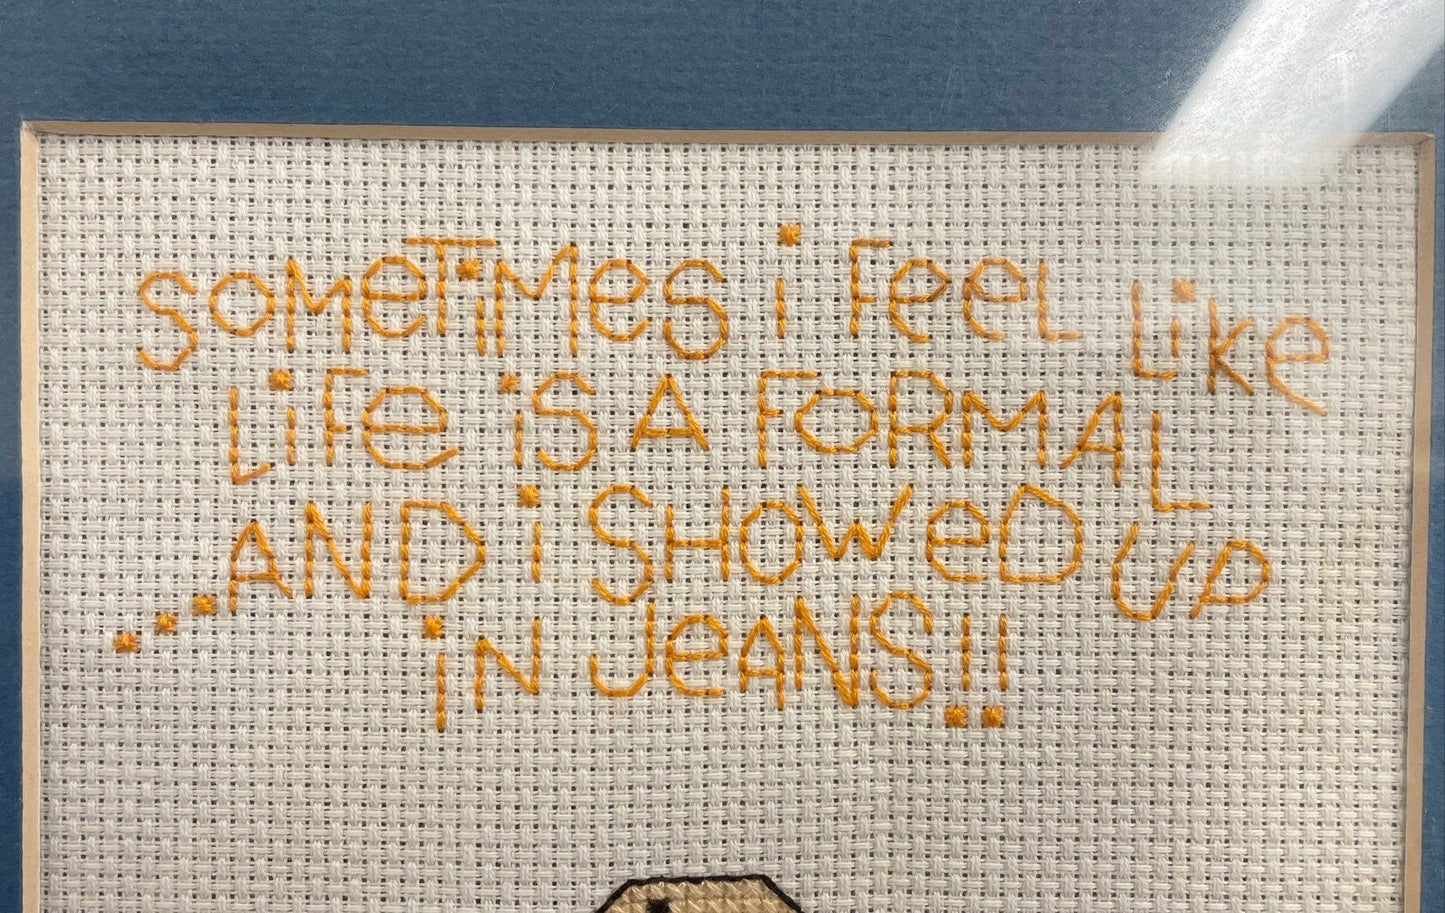 SOMETiMeS i FeeL Like
LiFe iS A FORMAL
...AND i SHOWeD UP
iN JeANS!!